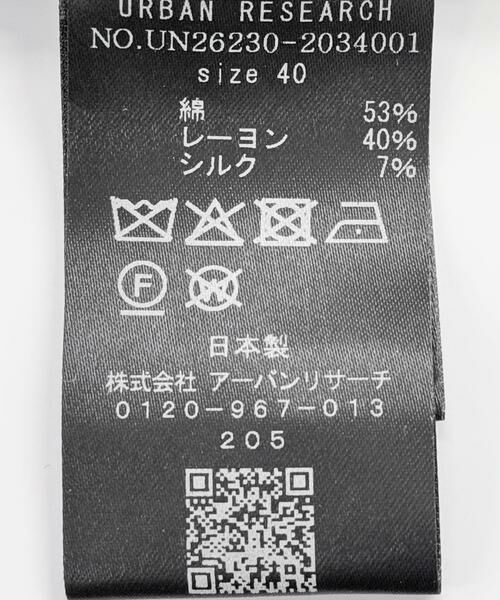 URBAN RESEARCH
NO.UN26230-2034001
size 40
綿 53%
レーヨン 40%
シルク 7%
F W
日本製
株式会社 アーバンリサーチ
0120-967-013
205